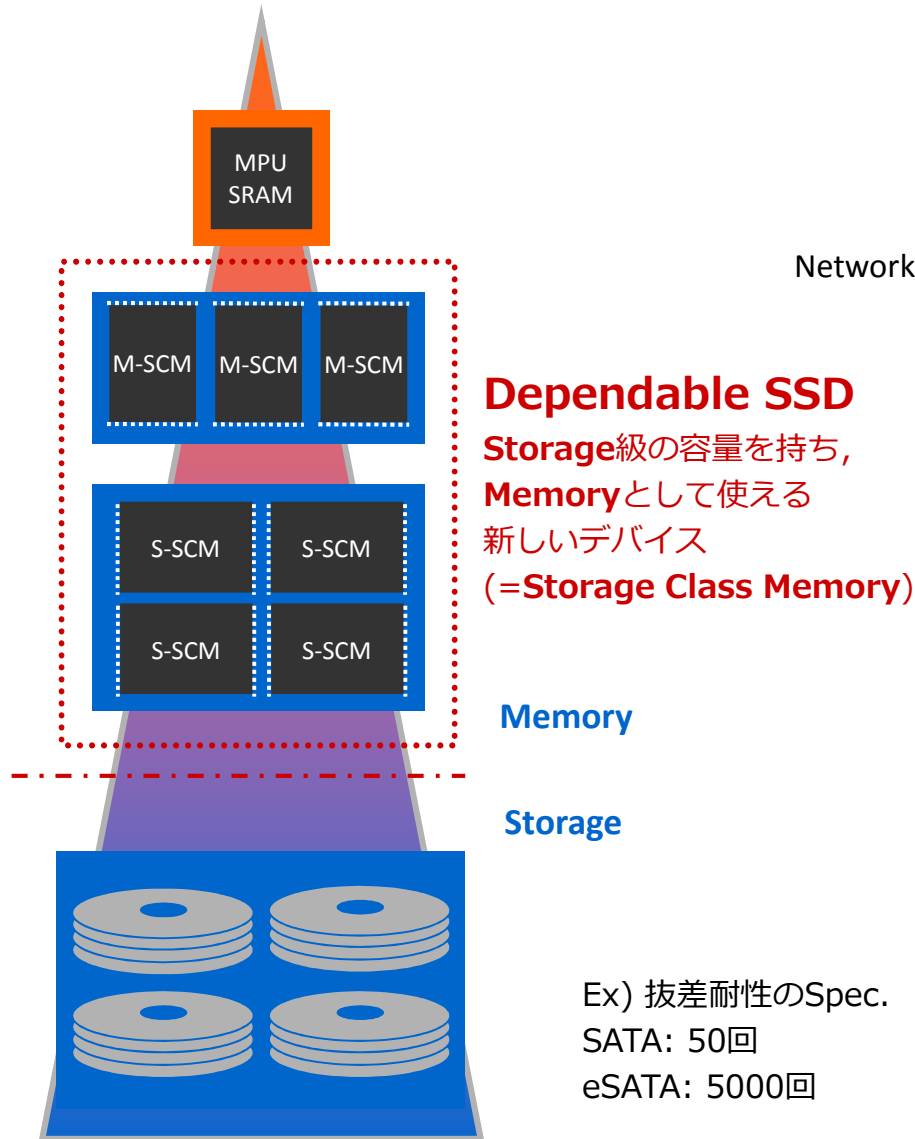 MPU
SRAM
Network
M-SCM M-SCM M-SCM
Dependable SSD
Storage級の容量を持ち,
Memoryとして使える
新しいデバイス
(=Storage Class Memory)
S-SCM S-SCM
S-SCM S-SCM
Memory
Storage
Ex) 抜差耐性のSpec.
SATA: 50回
eSATA: 5000回